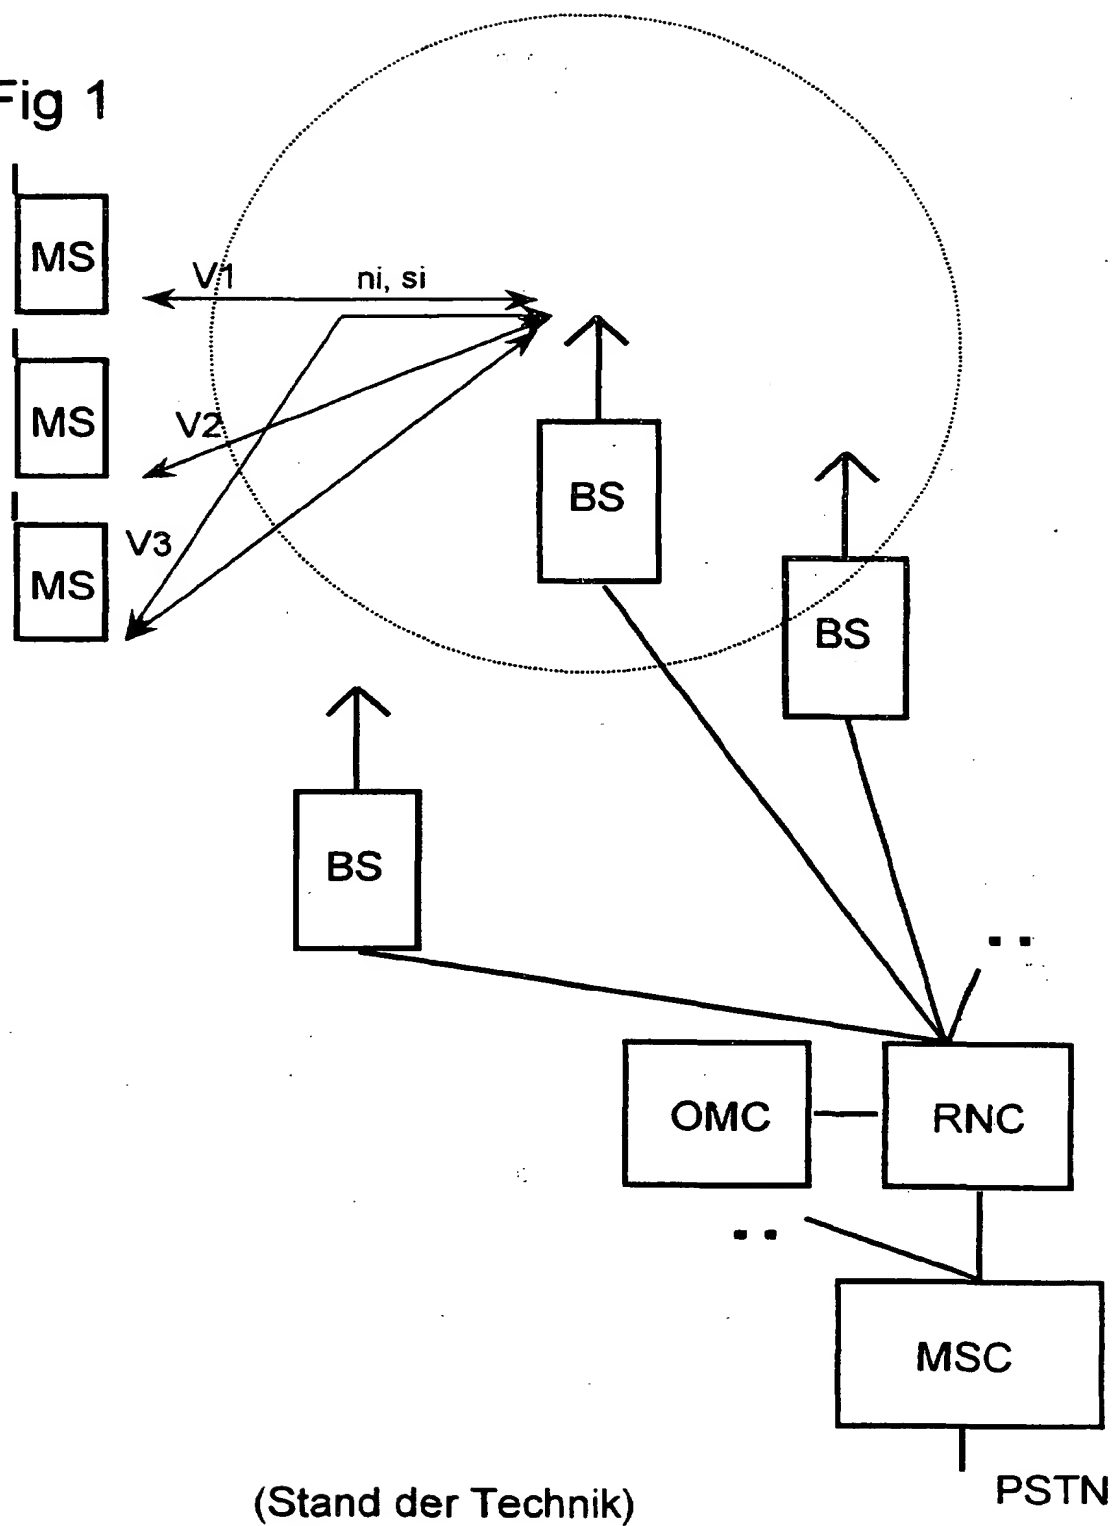 Fig 1
MS
V1
ni, si
MS
V2
BS
V3
MS
BS
BS
..
OMC
RNC
..
MSC
PSTN
(Stand der Technik)